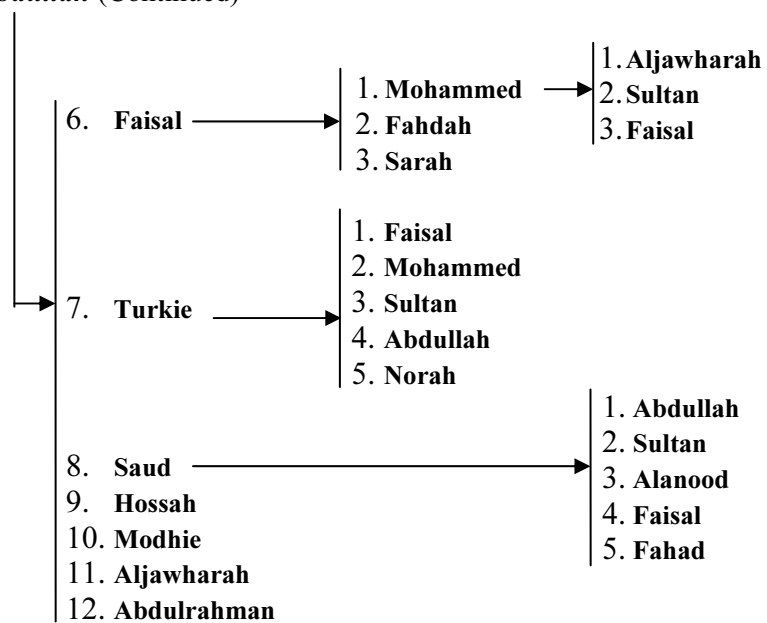 (Continued)
6. Faisal
1. Mohammed
2. Fahdah
3. Sarah
1. Aljawharah
2. Sultan
3. Faisal
7. Turkie
1. Faisal
2. Mohammed
3. Sultan
4. Abdullah
5. Norah
8. Saud
1. Abdullah
2. Sultan
3. Alanood
4. Faisal
5. Fahad
9. Hossah
10. Modhie
11. Aljawharah
12. Abdulrahman